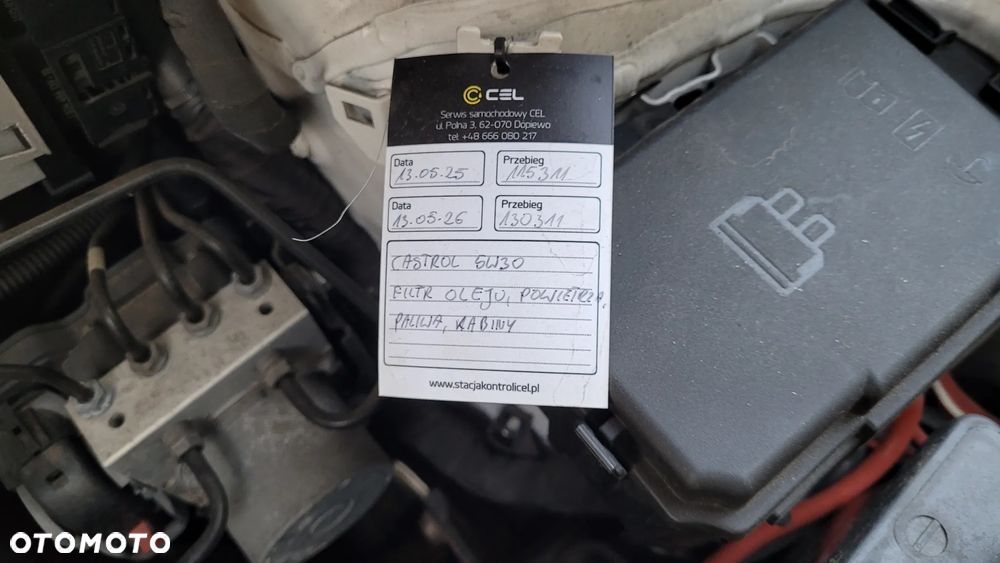 CEL
Serwis samochodowy CEL
ul. Polna 3, 62-070 Dopiewo
tel. +48 666 080 217
Data
13.05.25
Przebieg
115311
Data
13.05.26
Przebieg
130311
CASTROL 5W30
FILTR OLEJU, POWIETRZA,
PALIWA, KABINY
www.stacjakontrolicel.pl
OTOMOTO